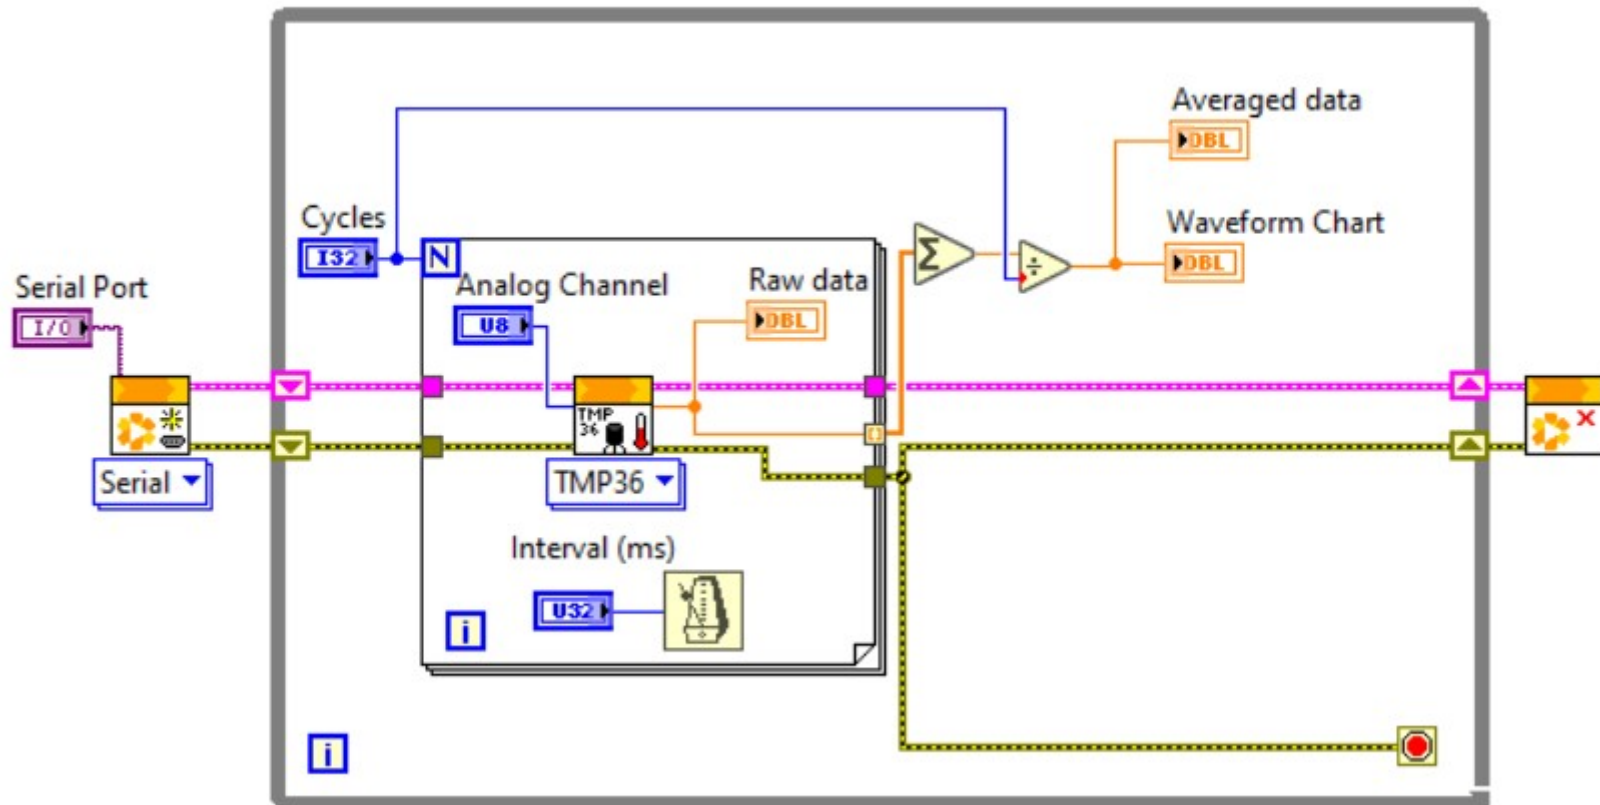 Averaged data
DBL
Cycles
I32
N
Waveform Chart
DBL
Σ
÷
Serial Port
I/O
Analog Channel
U8
Raw data
DBL
TMP
36
Serial
TMP36
Interval (ms)
U32
i
i